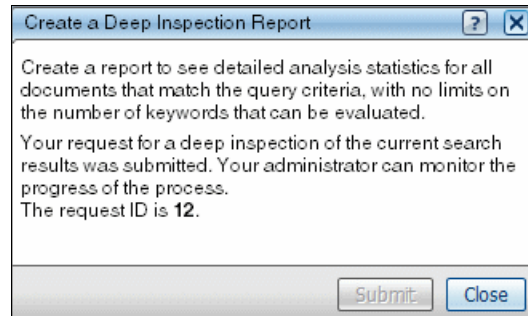 Create a Deep Inspection Report ? X
Create a report to see detailed analysis statistics for all
documents that match the query criteria, with no limits on
the number of keywords that can be evaluated.
Your request for a deep inspection of the current search
results was submitted. Your administrator can monitor the
progress of the process.
The request ID is 12.
Submit Close